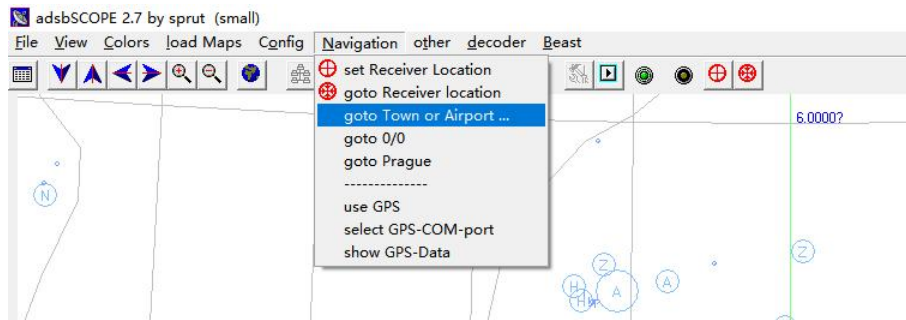 adsbSCOPE 2.7 by sprut (small)
File View Colors load Maps Config Navigation other decoder Beast
set Receiver Location
goto Receiver location
goto Town or Airport ...
goto 0/0
goto Prague
--------------
use GPS
select GPS-COM-port
show GPS-Data
6.0000?
N
Z
Z
H
A
A
H